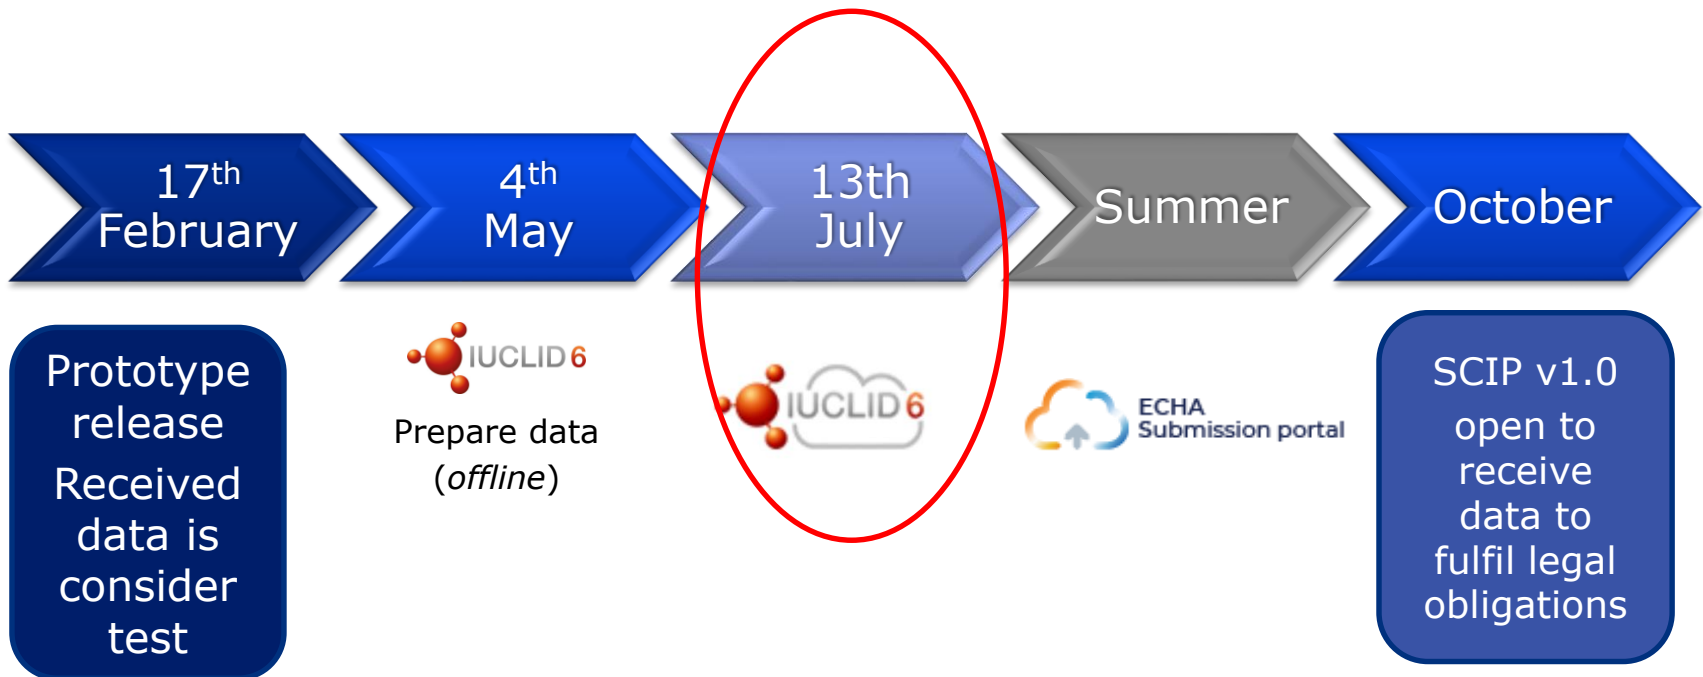 17th
February
4th
May
13th
July
Summer
October
Prototype
release
Received
data is
consider
test
IUCLID 6
Prepare data
(offline)
IUCLID 6
ECHA
Submission portal
SCIP v1.0
open to
receive
data to
fulfil legal
obligations